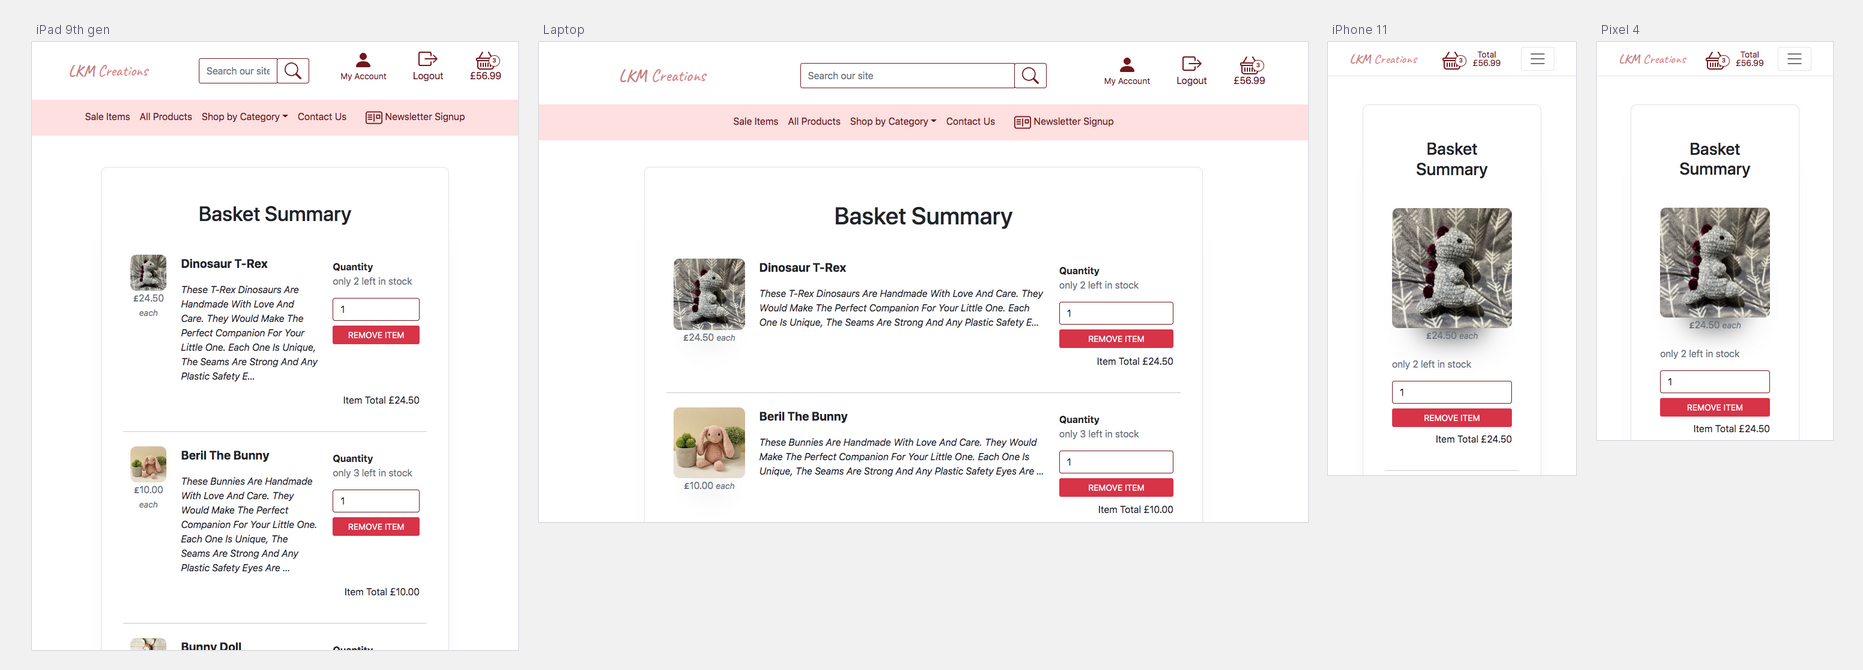 iPad 9th gen
LKM Creations
Search our site
My Account
Logout
3
£56.99
Sale Items
All Products
Shop by Category
Contact Us
Newsletter Signup
Basket Summary
£24.50
each
Dinosaur T-Rex
These T-Rex Dinosaurs Are
Handmade With Love And
Care. They Would Make The
Perfect Companion For Your
Little One. Each One Is Unique,
The Seams Are Strong And Any
Plastic Safety E...
Quantity
only 2 left in stock
1
REMOVE ITEM
Item Total £24.50
£10.00
each
Beril The Bunny
These Bunnies Are Handmade
With Love And Care. They
Would Make The Perfect
Companion For Your Little One.
Each One Is Unique, The
Seams Are Strong And Any
Plastic Safety Eyes Are ...
Quantity
only 3 left in stock
1
REMOVE ITEM
Item Total £10.00
Bunny Doll
Quantity
Laptop
LKM Creations
Search our site
My Account
Logout
3
£56.99
Sale Items
All Products
Shop by Category
Contact Us
Newsletter Signup
Basket Summary
£24.50 each
Dinosaur T-Rex
These T-Rex Dinosaurs Are Handmade With Love And Care. They
Would Make The Perfect Companion For Your Little One. Each
One Is Unique, The Seams Are Strong And Any Plastic Safety E...
Quantity
only 2 left in stock
1
REMOVE ITEM
Item Total £24.50
£10.00 each
Beril The Bunny
These Bunnies Are Handmade With Love And Care. They Would
Make The Perfect Companion For Your Little One. Each One Is
Unique, The Seams Are Strong And Any Plastic Safety Eyes Are ...
Quantity
only 3 left in stock
1
REMOVE ITEM
Item Total £10.00
iPhone 11
LKM Creations
3
Total
£56.99
Basket
Summary
£24.50 each
only 2 left in stock
1
REMOVE ITEM
Item Total £24.50
Pixel 4
LKM Creations
3
Total
£56.99
Basket
Summary
£24.50 each
only 2 left in stock
1
REMOVE ITEM
Item Total £24.50